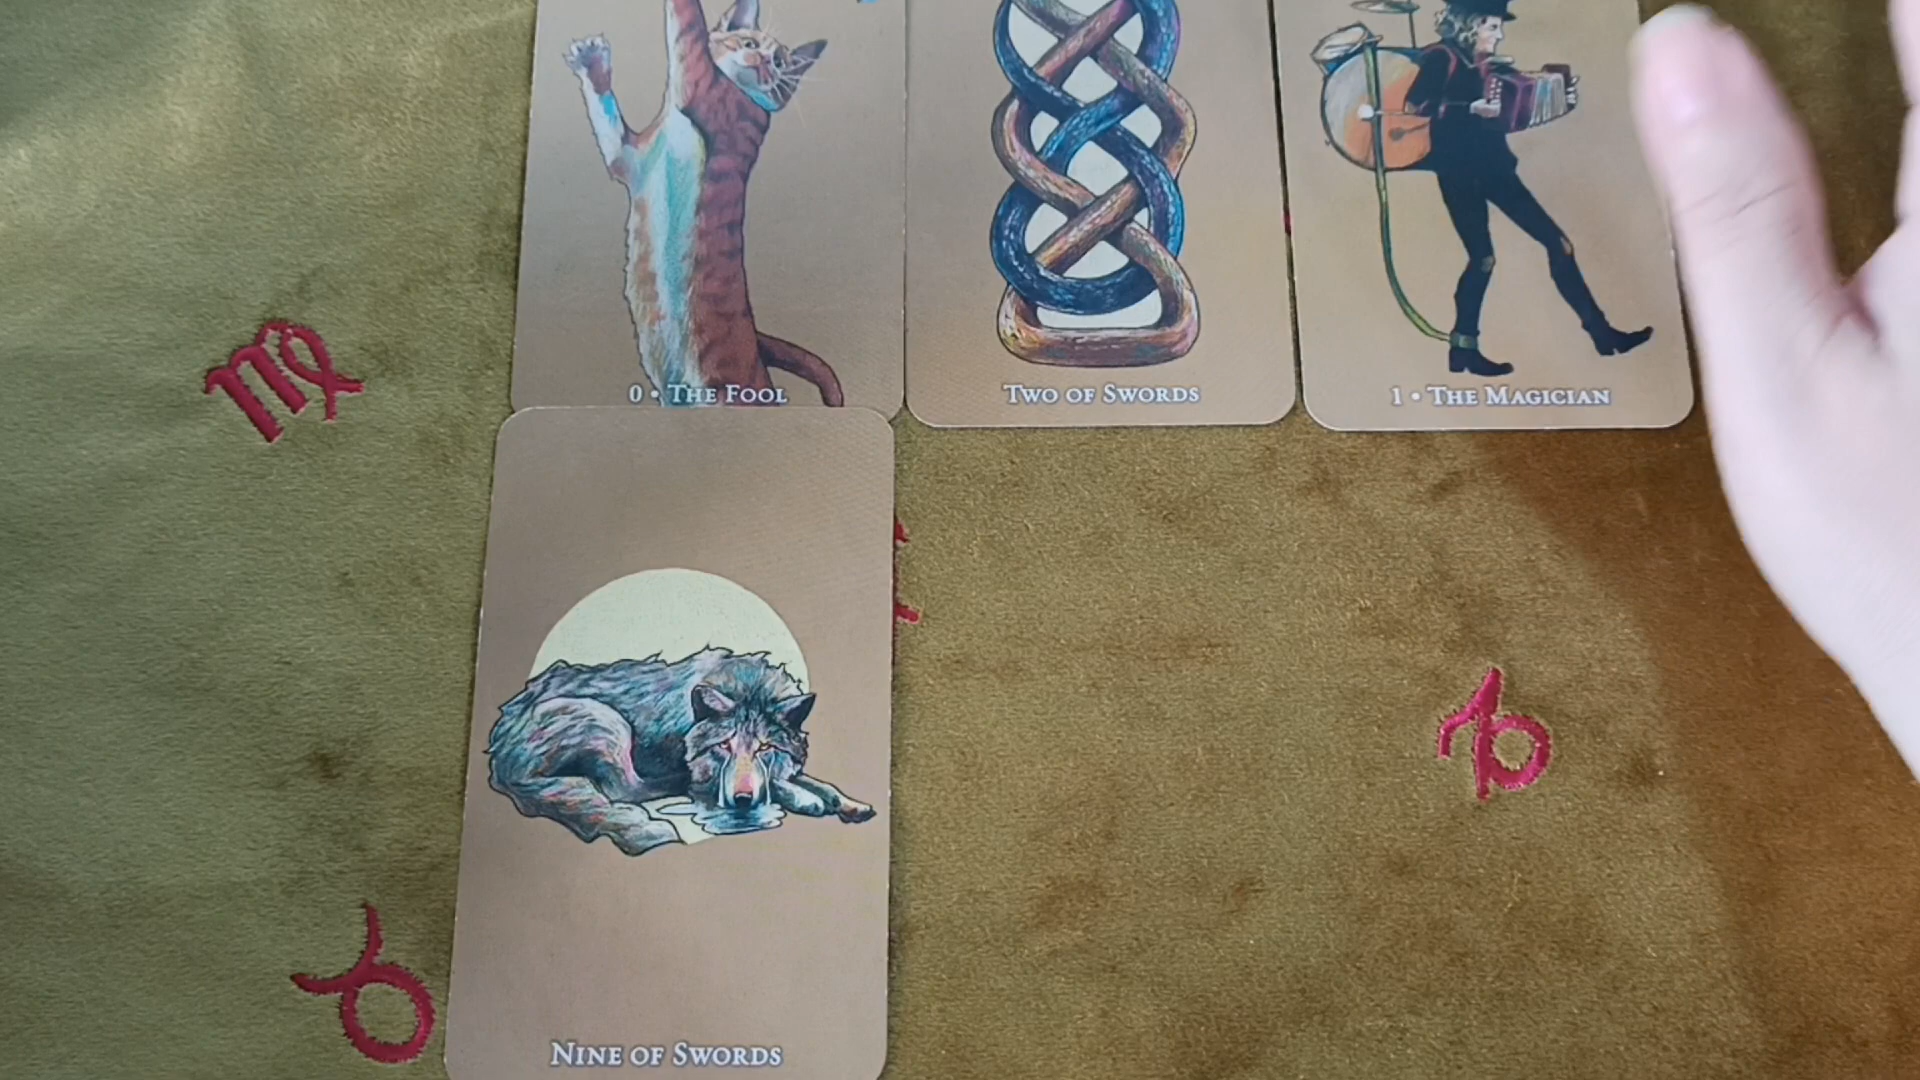 0 • The Fool
Two of Swords
1 • The Magician
Nine of Swords